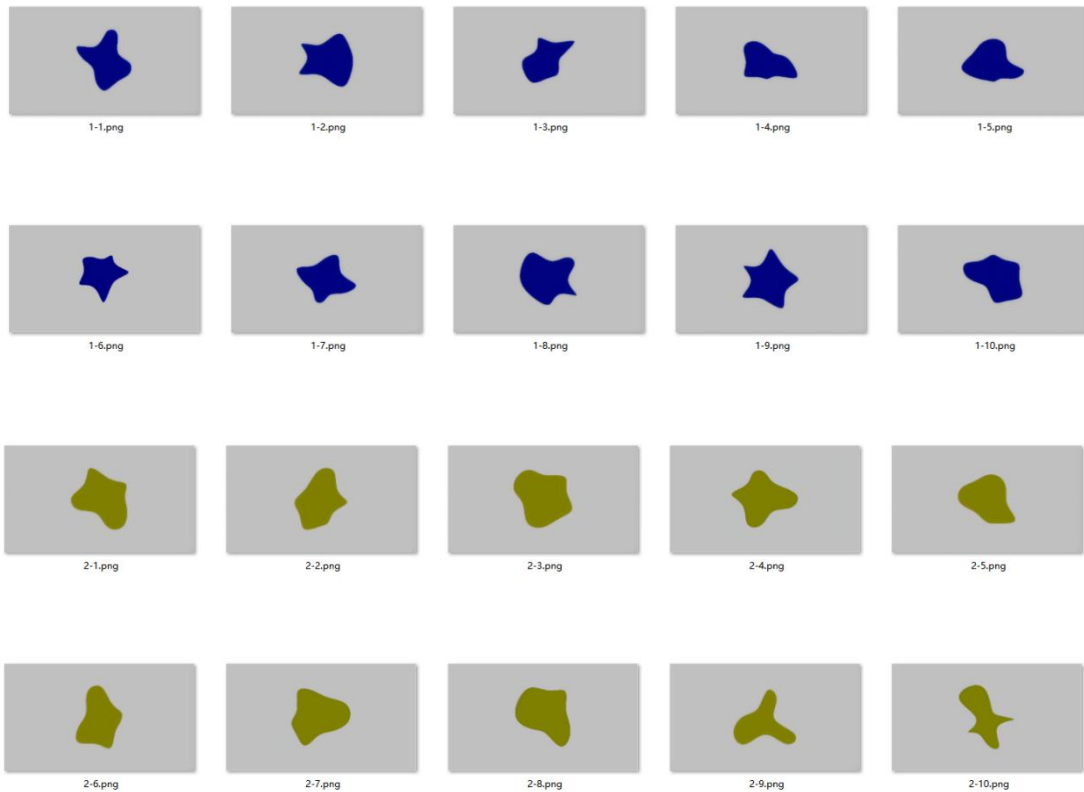 1-1.png 1-2.png 1-3.png 1-4.png 1-5.png
1-6.png 1-7.png 1-8.png 1-9.png 1-10.png
2-1.png 2-2.png 2-3.png 2-4.png 2-5.png
2-6.png 2-7.png 2-8.png 2-9.png 2-10.png